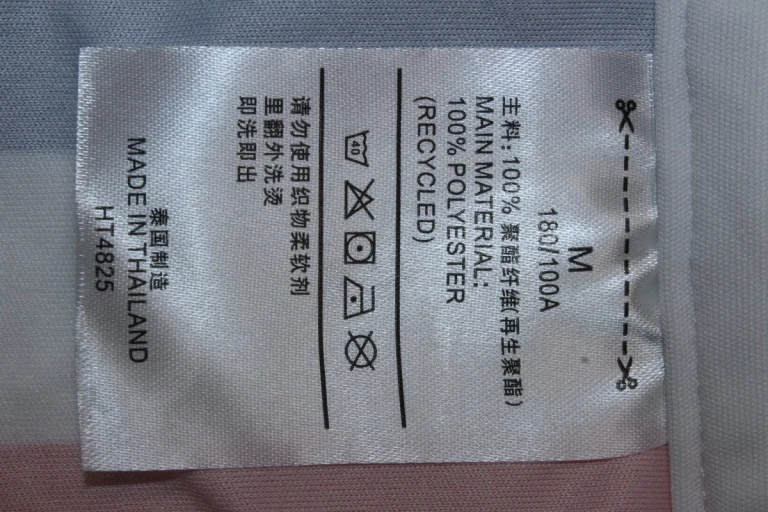 M
180/100A
主料:100% 聚酯纤维(再生聚酯)
MAIN MATERIAL:
100% POLYESTER
(RECYCLED)
40
请勿使用织物柔软剂
里翻外洗烫
即洗即出
泰国制造
MADE IN THAILAND
HT4825